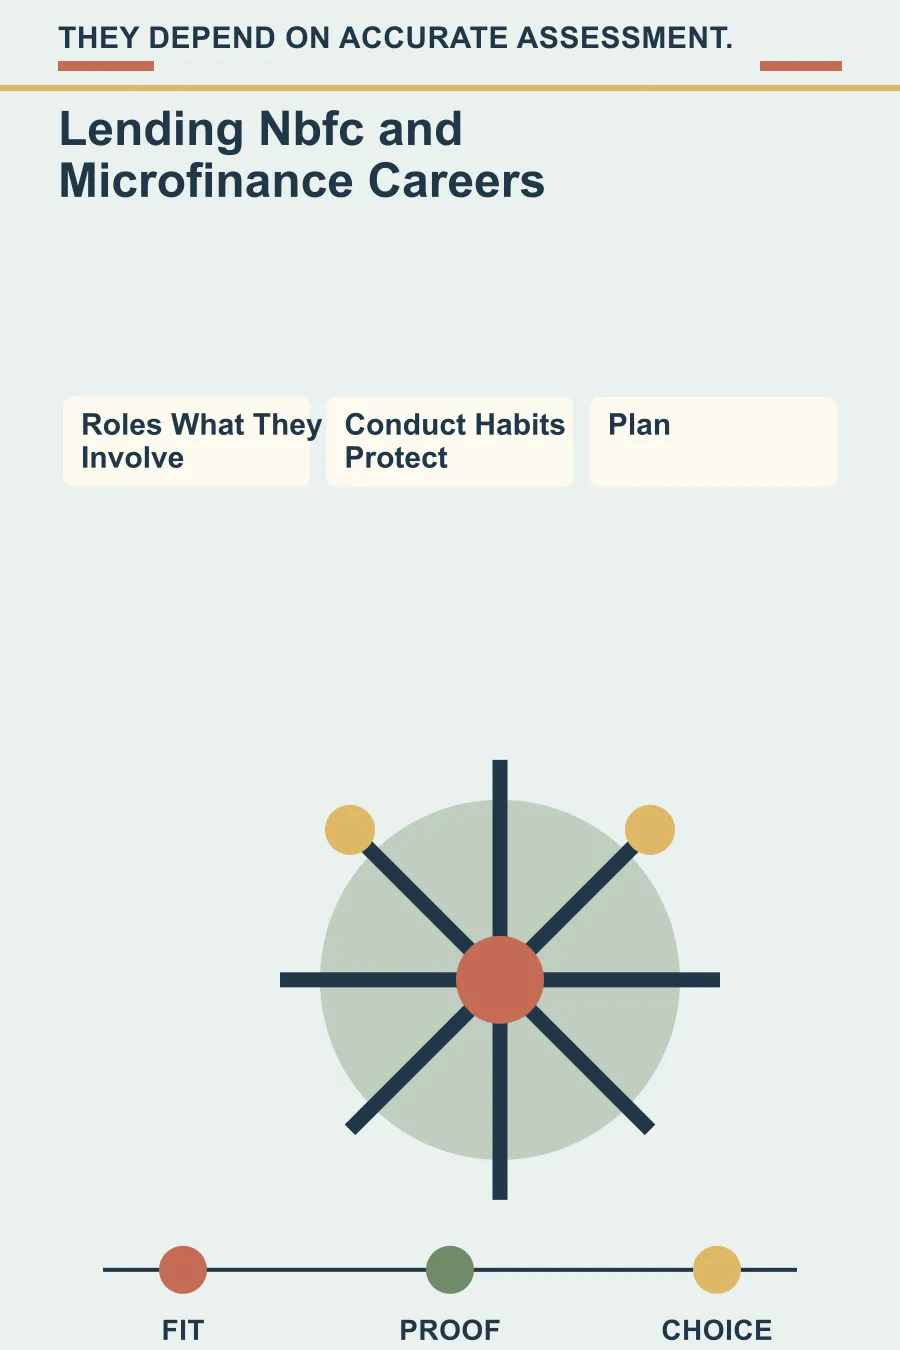 THEY DEPEND ON ACCURATE ASSESSMENT.
Lending Nbfc and
Microfinance Careers
Roles What They
Involve
Conduct Habits
Protect
Plan
FIT
PROOF
CHOICE